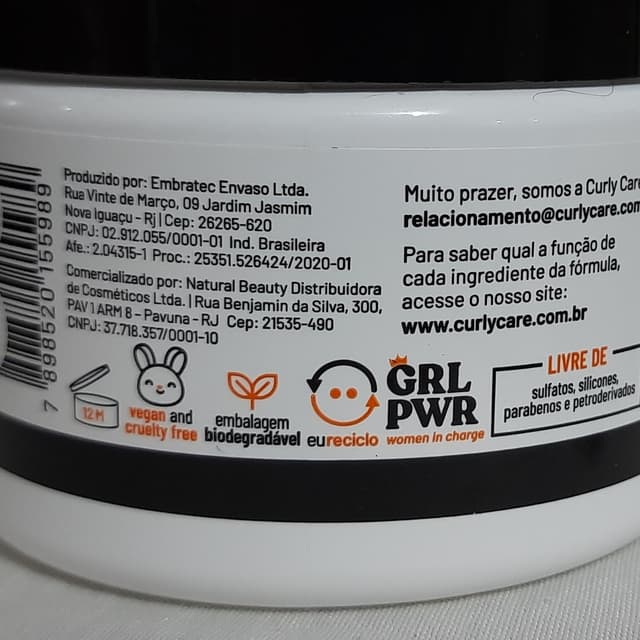 Produzido por: Embratec Envaso Ltda.
Rua Vinte de Março, 09 Jardim Jasmim
Nova Iguaçu - Rj | Cep: 26265-620
CNPJ: 02.912.055/0001-01 Ind. Brasileira
Afe.: 2.04315-1 Proc.: 25351.526424/2020-01
Comercializado por: Natural Beauty Distribuidora
de Cosméticos Ltda. | Rua Benjamin da Silva, 300,
PAV 1 ARM 8 - Pavuna - RJ Cep: 21535-490
CNPJ: 37.718.357/0001-10
7 898520 155989
Muito prazer, somos a Curly Care
relacionamento@curlycare.com
Para saber qual a função de
cada ingrediente da fórmula,
acesse o nosso site:
www.curlycare.com.br
12 M
vegan and
cruelty free
embalagem
biodegradável
eureciclo
GRL
PWR
women in charge
LIVRE DE
sulfatos, silicones,
parabenos e petroderivados